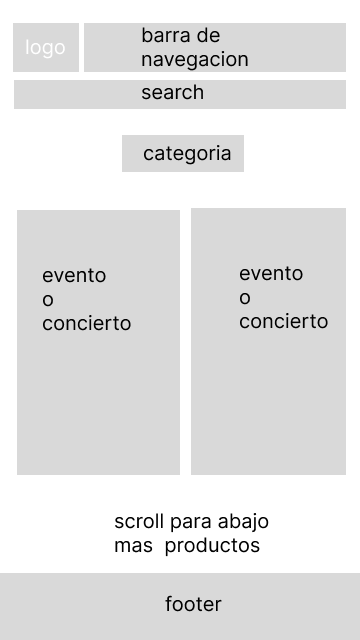 logo
barra de
navegacion
search
categoria
evento
o
concierto
evento
o
concierto
scroll para abajo
mas  productos
footer